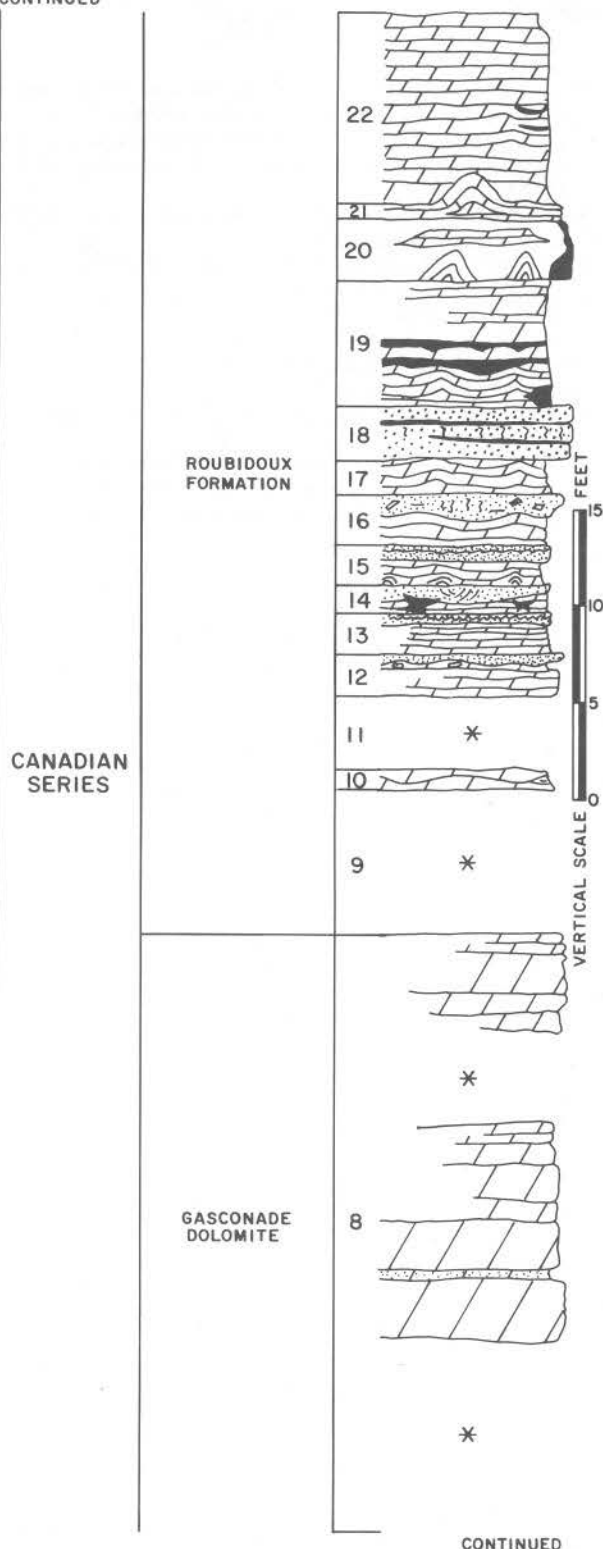 CONTINUED
22
21
20
19
18
ROUBIDOUX
FORMATION
17
FEET
15
16
15
14
10
13
12
5
11
*
CANADIAN
SERIES
10
0
VERTICAL SCALE
9
*
*
GASCONADE
DOLOMITE
8
*
CONTINUED